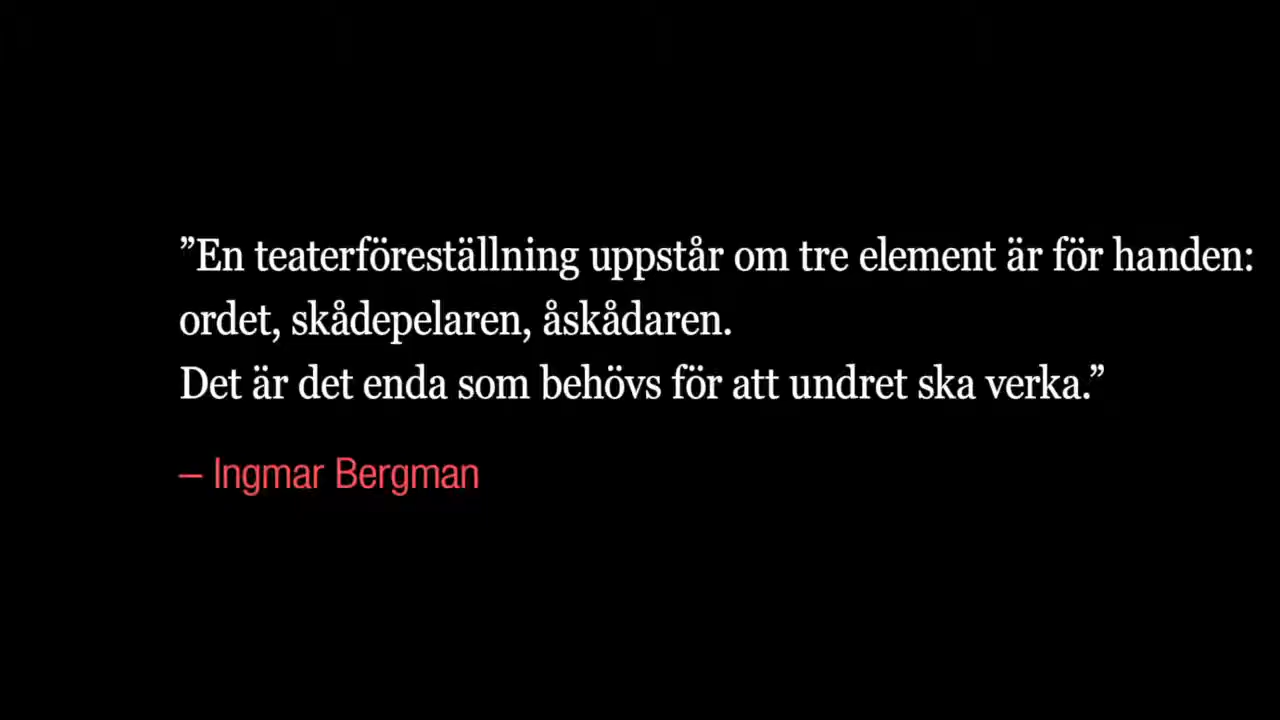 ”En teaterföreställning uppstår om tre element är för handen:
ordet, skådepelaren, åskådaren.
Det är det enda som behövs för att undret ska verka.”
– Ingmar Bergman